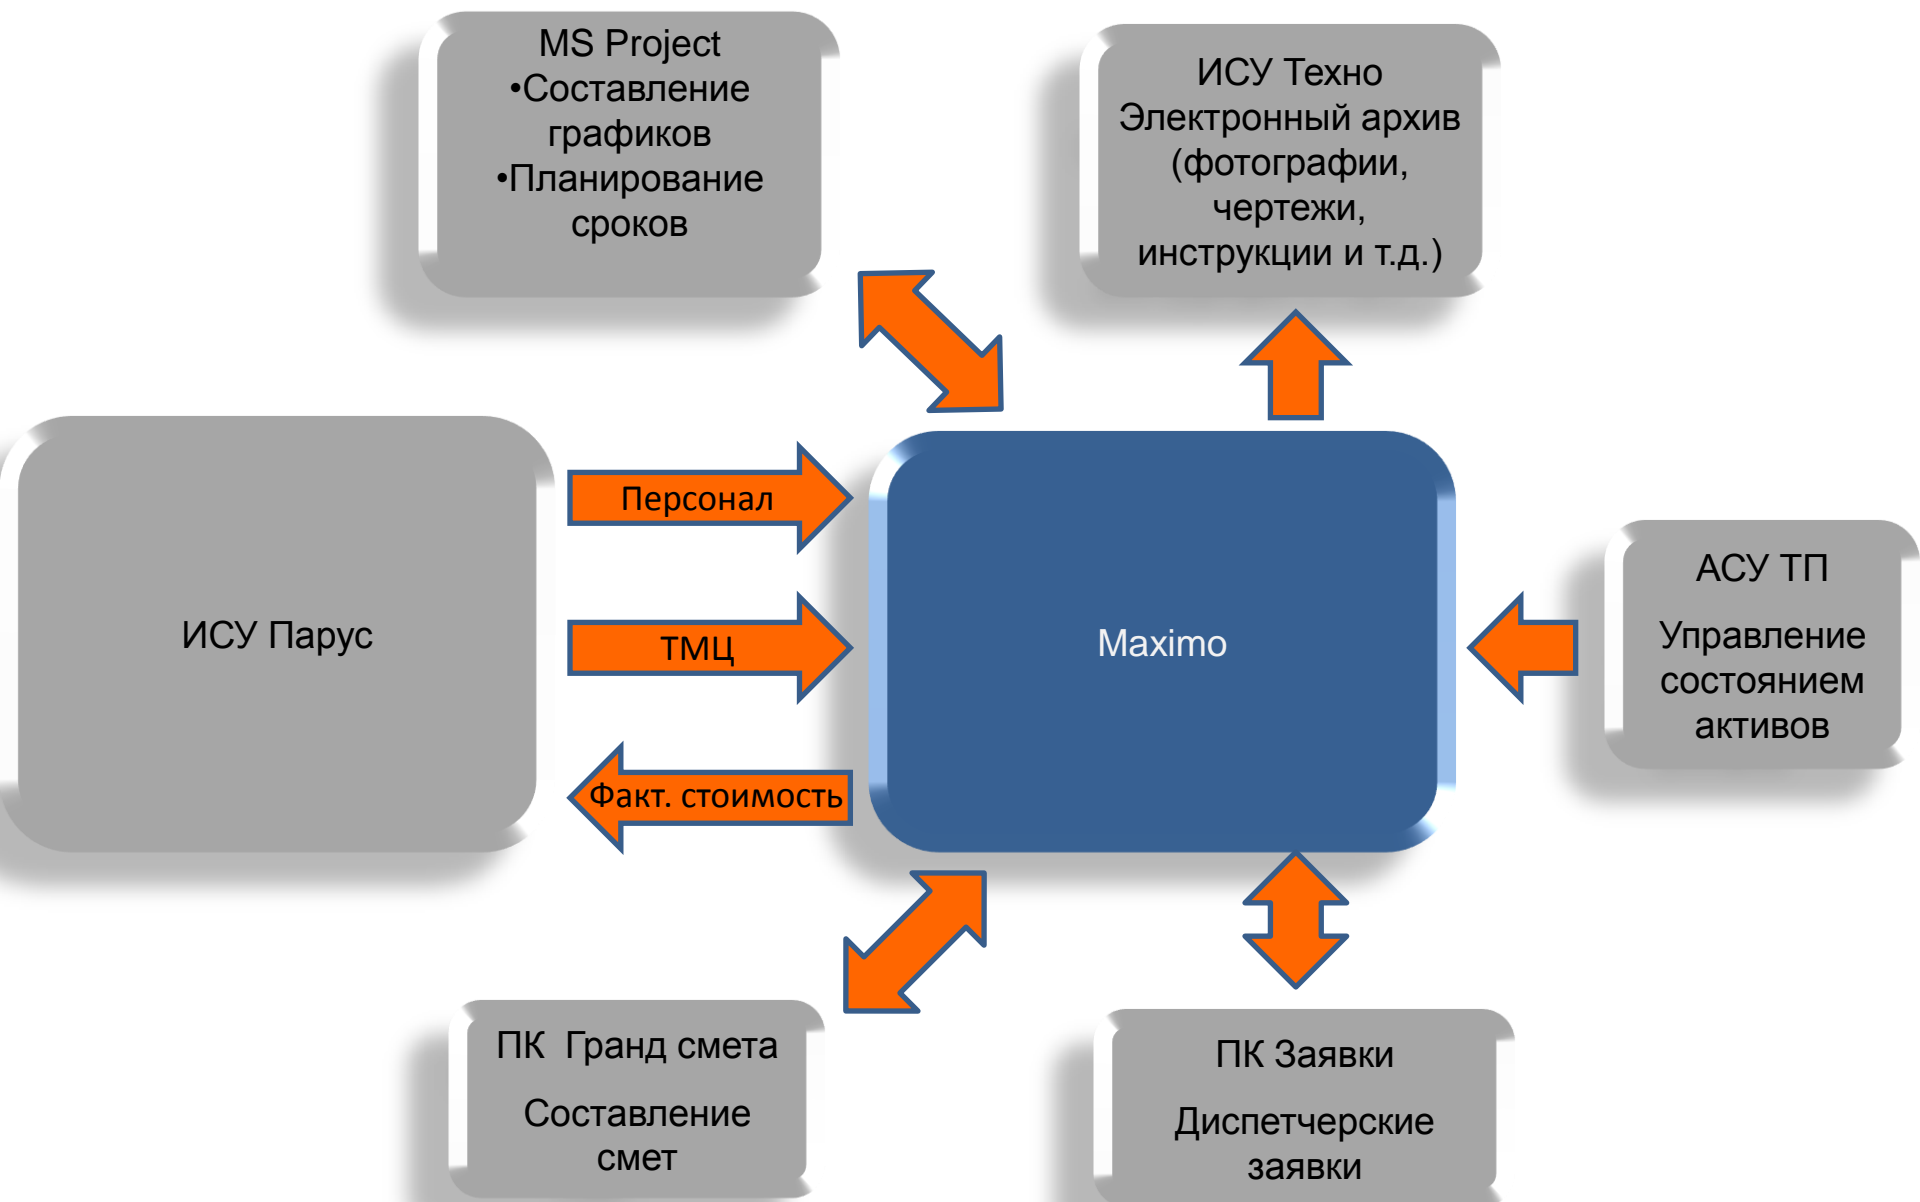 MS Project
•Составление
графиков
•Планирование
сроков
ИСУ Техно
Электронный архив
(фотографии,
чертежи,
инструкции и т.д.)
ИСУ Парус
Персонал
ТМЦ
Факт. стоимость
Maximo
АСУ ТП
Управление
состоянием
активов
ПК  Гранд смета
Составление
смет
ПК Заявки
Диспетчерские
заявки